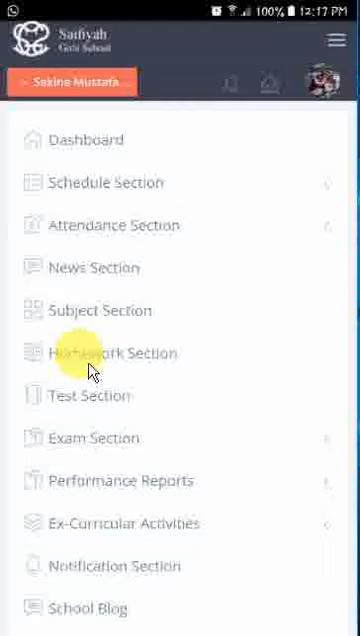 100% 12:17 PM
Saifiyah
Girls School
Sakina Mustafa...
Dashboard
Schedule Section
Attendance Section
News Section
Subject Section
Homework Section
Test Section
Exam Section
Performance Reports
Ex-Curricular Activities
Notification Section
School Blog